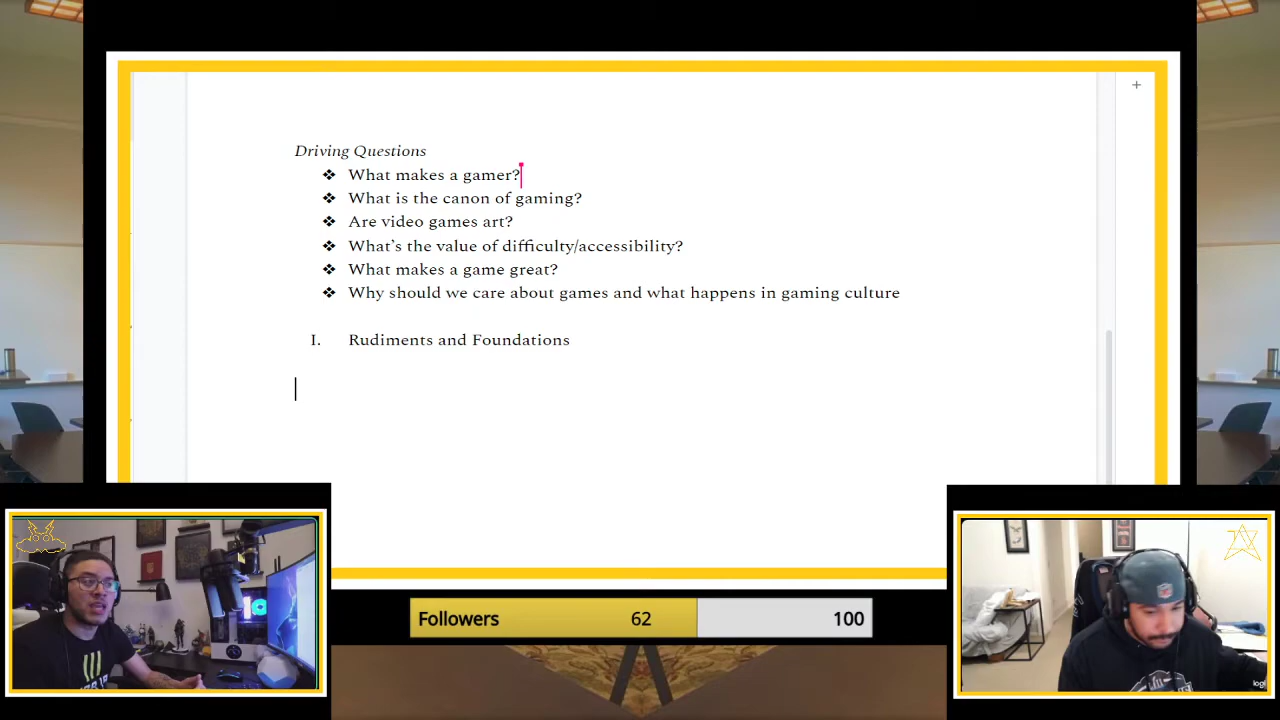 Driving Questions
❖ What makes a gamer?
❖ What is the canon of gaming?
❖ Are video games art?
❖ What’s the value of difficulty/accessibility?
❖ What makes a game great?
❖ Why should we care about games and what happens in gaming culture
I. Rudiments and Foundations
Followers 62 100
logi